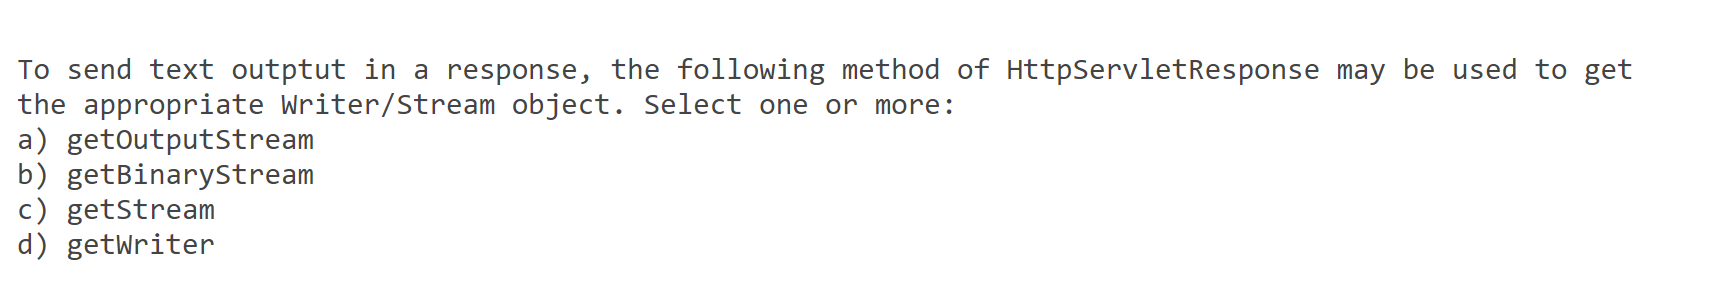 To send text outptut in a response, the following method of HttpServletResponse may be used to get
the appropriate Writer/Stream object. Select one or more:
a) getOutputStream
b) getBinaryStream
c) getStream
d) getWriter